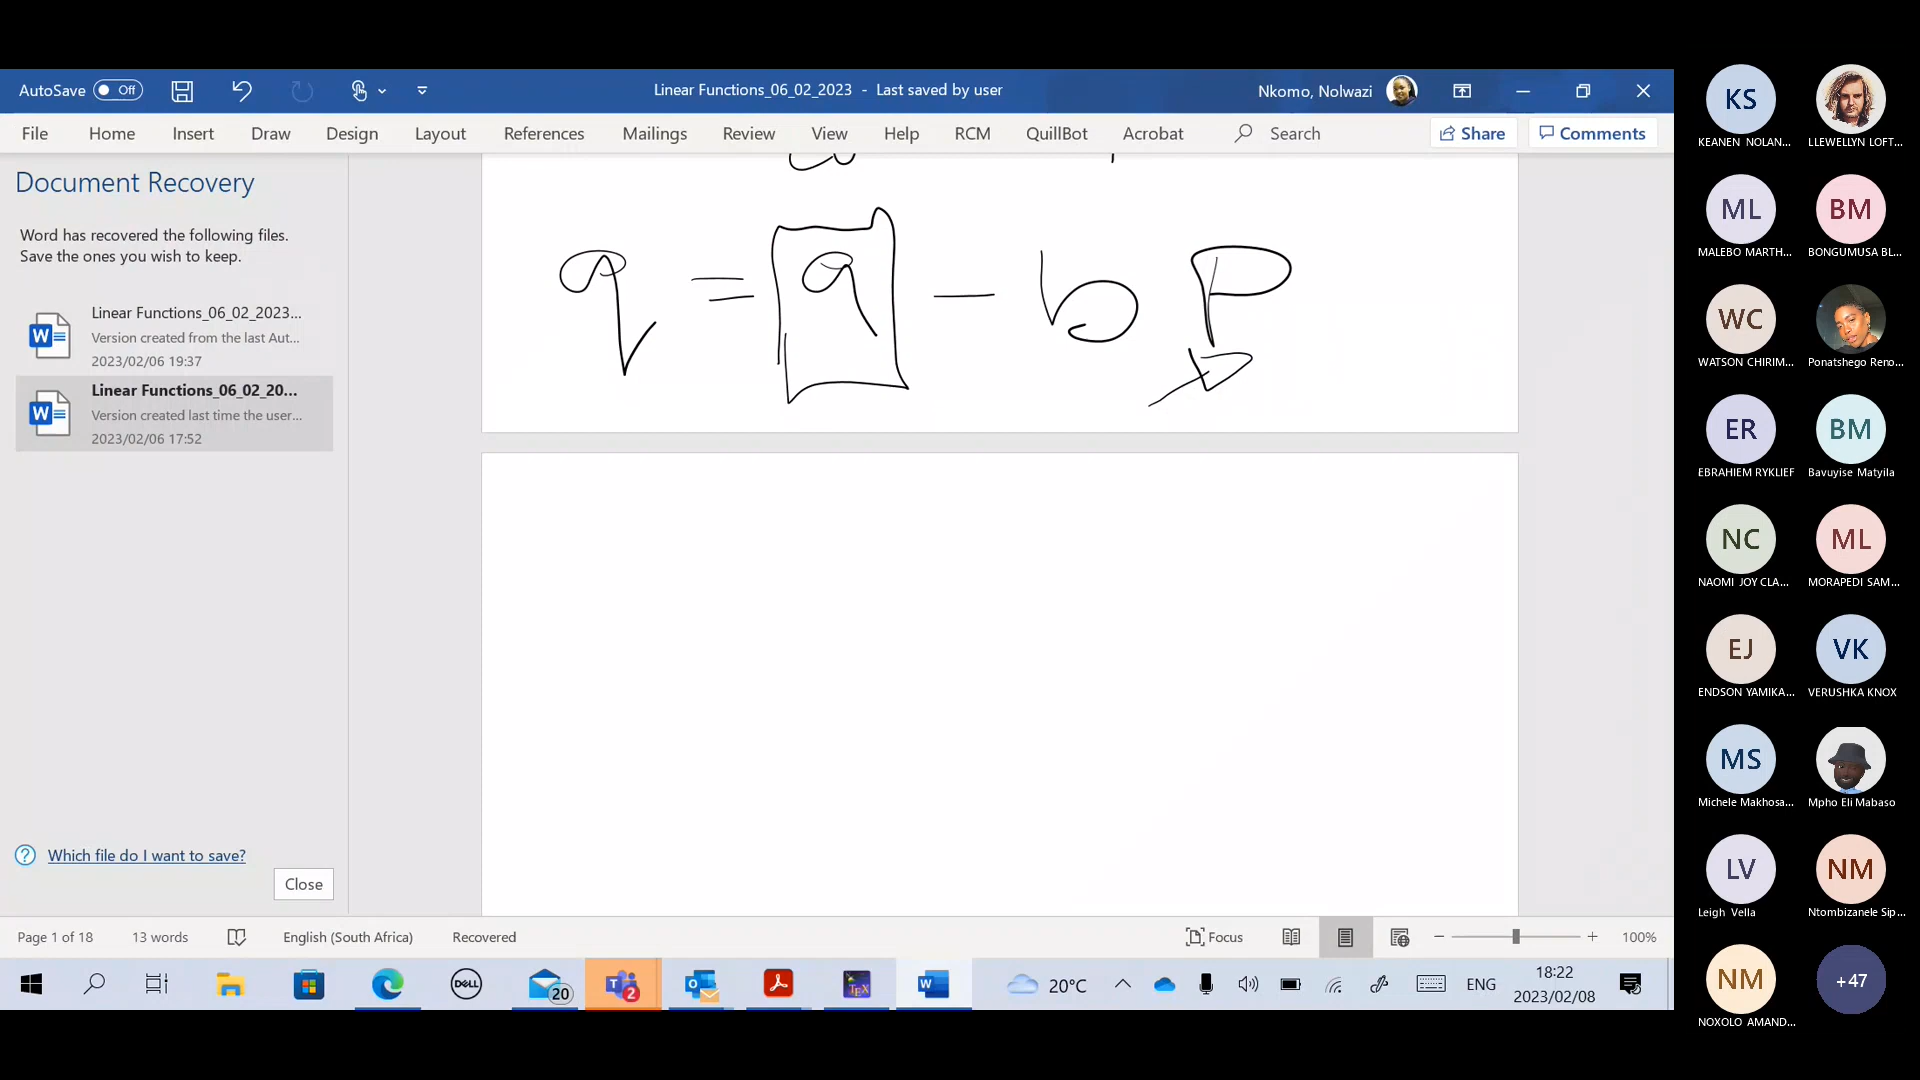 AutoSave Off
Linear Functions_06_02_2023 - Last saved by user
Nkomo, Nolwazi
File Home Insert Draw Design Layout References Mailings Review View Help RCM QuillBot Acrobat Search Share Comments
Document Recovery
Word has recovered the following files.
Save the ones you wish to keep.
Linear Functions_06_02_2023...
Version created from the last Aut...
2023/02/06 19:37
Linear Functions_06_02_20...
Version created last time the user...
2023/02/06 17:52
Which file do I want to save?
Close
q = a - b P
Page 1 of 18 13 words English (South Africa) Recovered Focus 100%
DELL 20 2 TEX 20°C ENG 18:22
2023/02/08
KS
KEANEN NOLAN... LLEWELLYN LOFT...
ML BM
MALEBO MARTH... BONGUMUSA BL...
WC
WATSON CHIRIM... Ponatshego Reno...
ER BM
EBRAHIEM RYKLIEF Bavuyise Matyila
NC ML
NAOMI JOY CLA... MORAPEDI SAM...
EJ VK
ENDSON YAMIKA... VERUSHKA KNOX
MS
Michele Makhosa... Mpho Eli Mabaso
LV NM
Leigh Vella Ntombizanele Sip...
NM +47
NOXOLO AMAND...